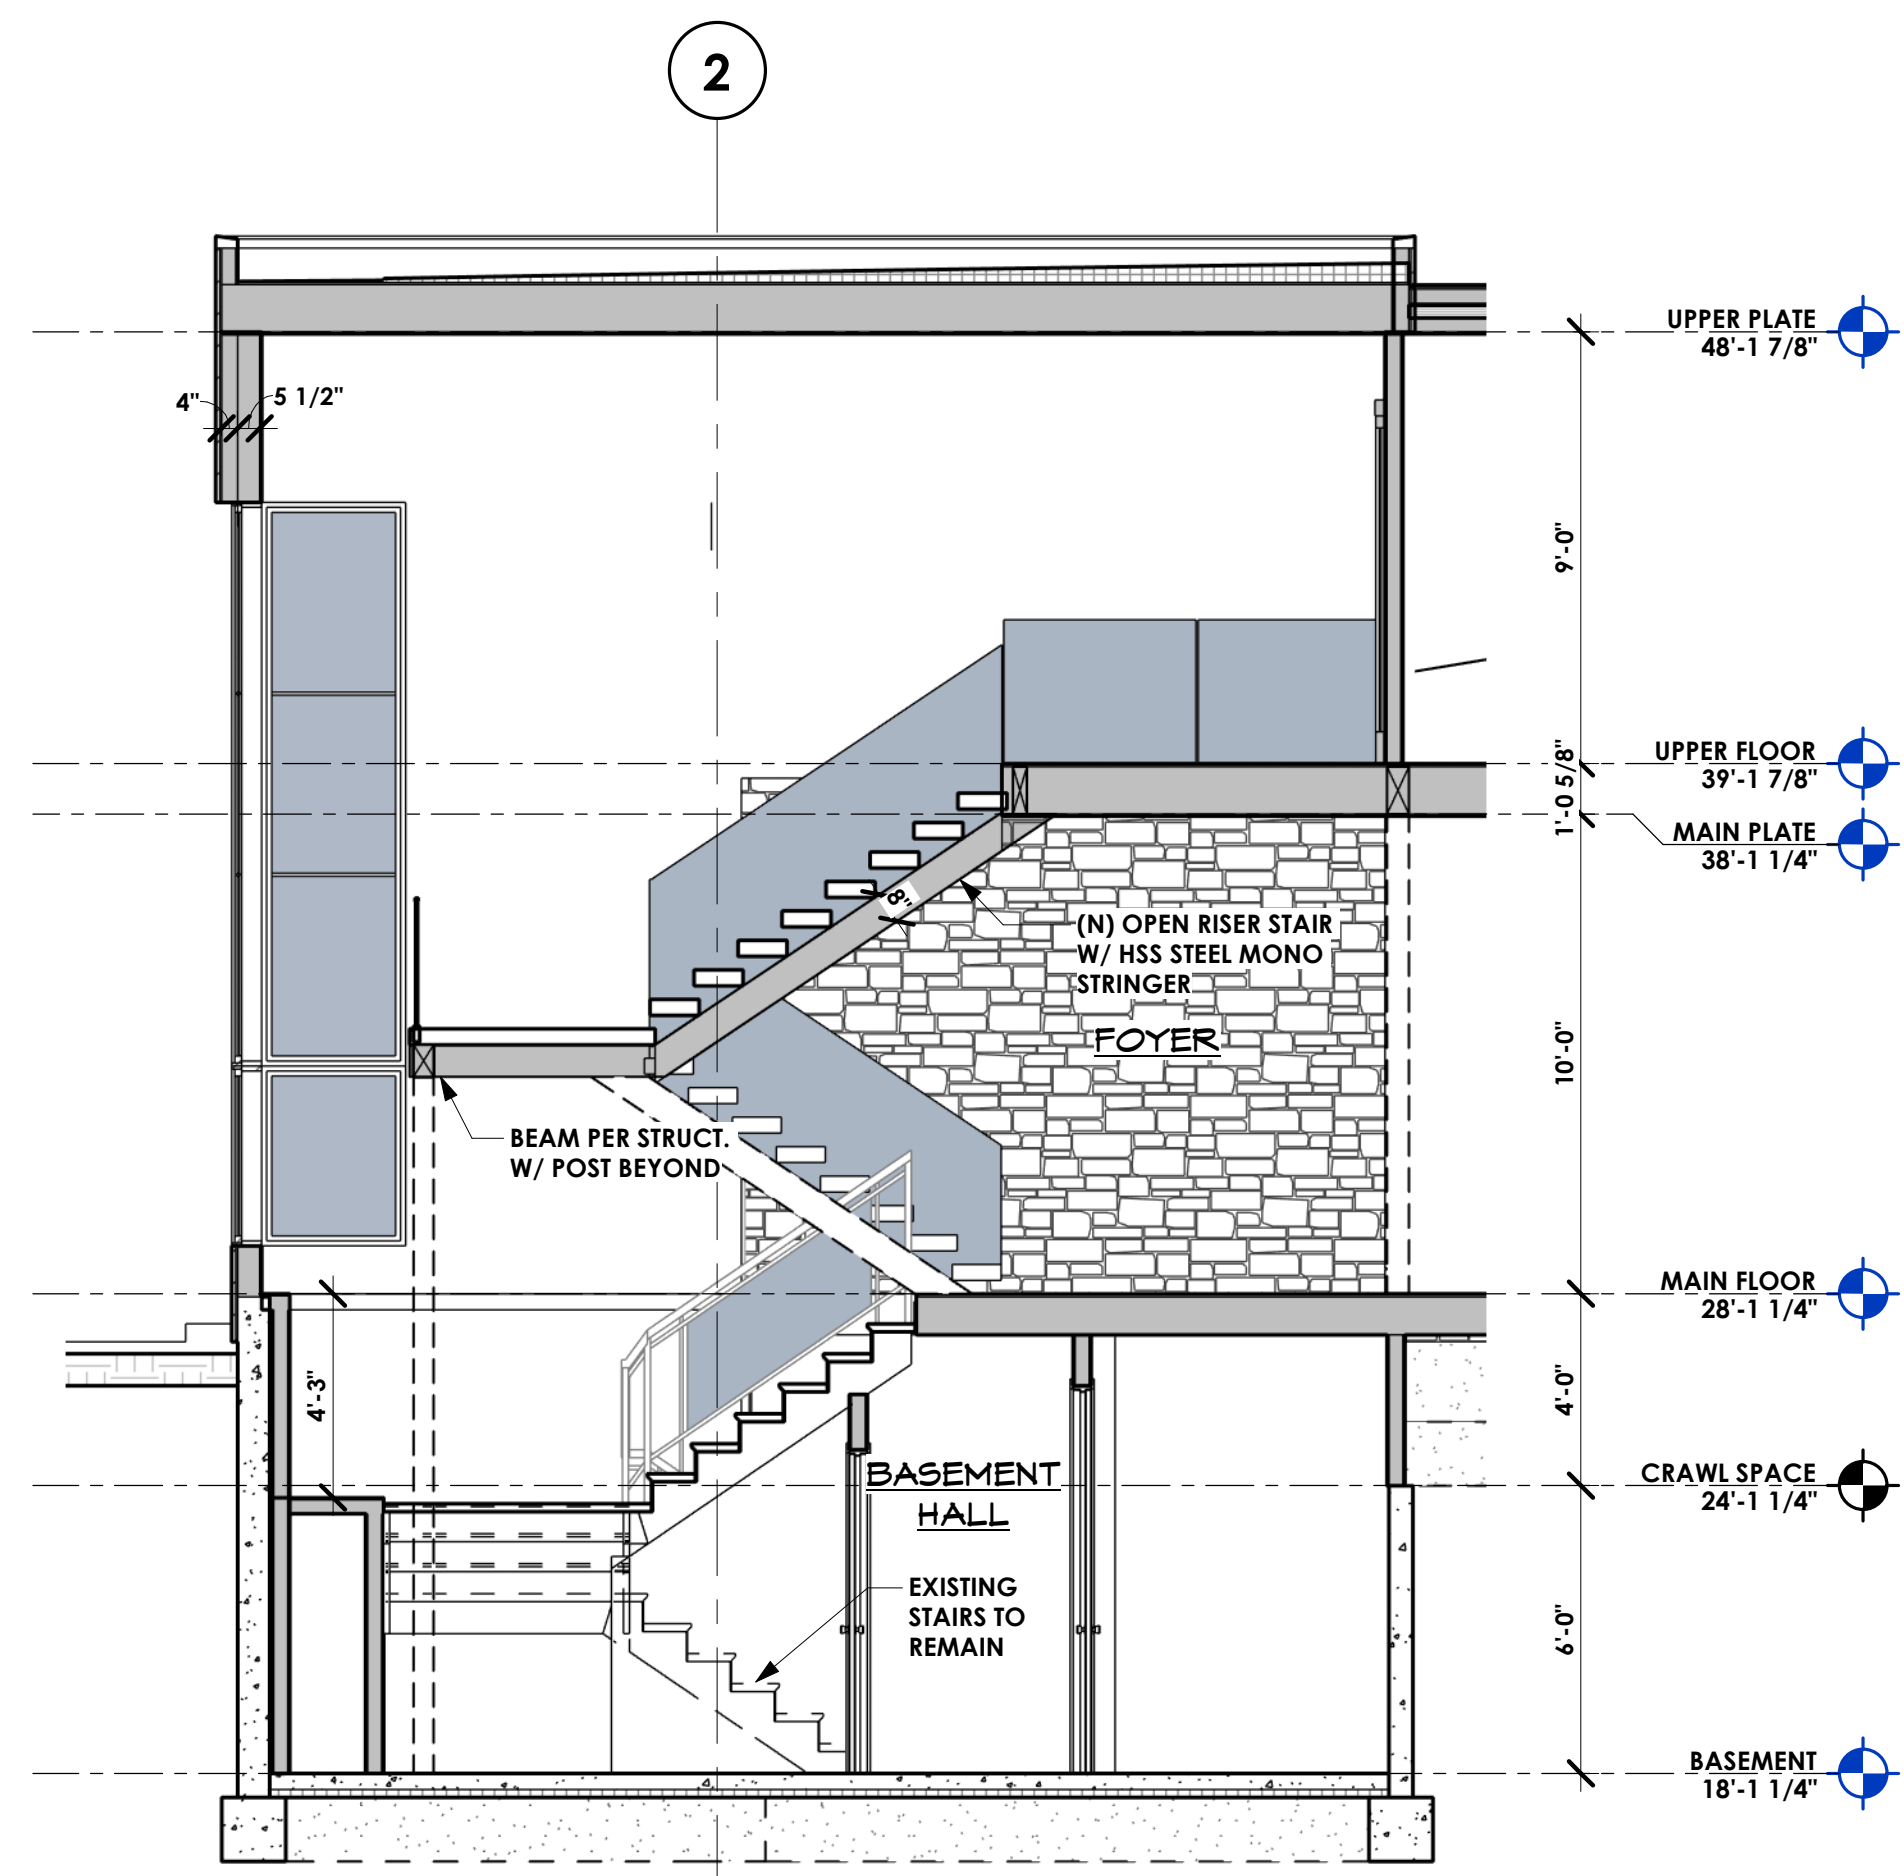 2
UPPER PLATE
48'-1 7/8"
4"
5 1/2"
9'-0"
UPPER FLOOR
39'-1 7/8"
1'-0 5/8"
MAIN PLATE
38'-1 1/4"
8"
(N) OPEN RISER STAIR
W/ HSS STEEL MONO
STRINGER
FOYER
10'-0"
BEAM PER STRUCT.
W/ POST BEYOND
MAIN FLOOR
28'-1 1/4"
4'-3"
4'-0"
BASEMENT
HALL
CRAWL SPACE
24'-1 1/4"
EXISTING
STAIRS TO
REMAIN
6'-0"
BASEMENT
18'-1 1/4"